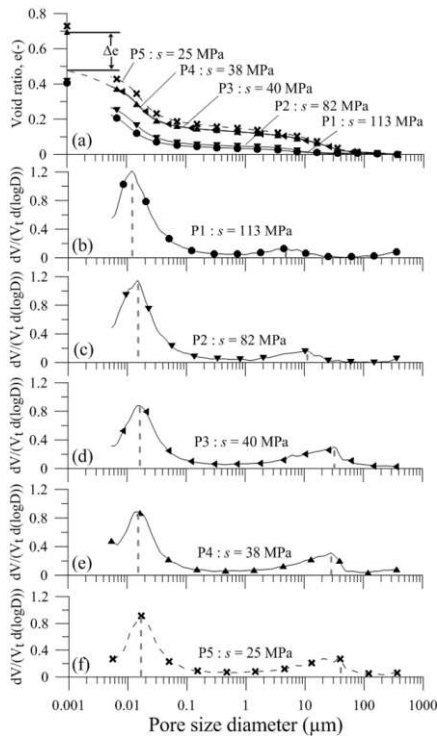 0.8
0.6
0.4
0.2
0
Void ratio, e(-)
Δe
P5 : s = 25 MPa
P4 : s = 38 MPa
P3 : s = 40 MPa
P2 : s = 82 MPa
P1 : s = 113 MPa
(a)
1.2
0.8
0.4
0
dV/(Vt d(logD))
P1 : s = 113 MPa
(b)
1.2
0.8
0.4
0
dV/(Vt d(logD))
P2 : s = 82 MPa
(c)
1.2
0.8
0.4
0
dV/(Vt d(logD))
P3 : s = 40 MPa
(d)
1.2
0.8
0.4
0
dV/(Vt d(logD))
P4 : s = 38 MPa
(e)
1.2
0.8
0.4
0
dV/(Vt d(logD))
P5 : s = 25 MPa
(f)
0.001 0.01 0.1 1 10 100 1000
Pore size diameter (µm)